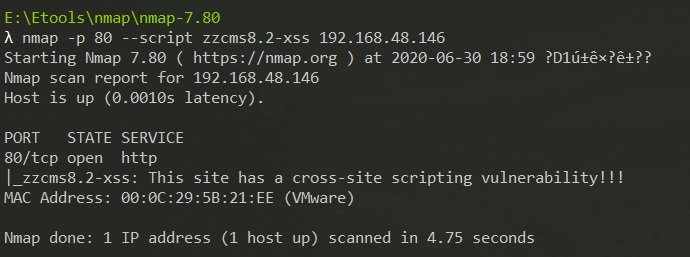 E:\Etools\nmap\nmap-7.80
λ nmap -p 80 --script zzcms8.2-xss 192.168.48.146
Starting Nmap 7.80 ( https://nmap.org ) at 2020-06-30 18:59 ?D1ú±ê×?ê±??
Nmap scan report for 192.168.48.146
Host is up (0.0010s latency).
PORT   STATE SERVICE
80/tcp open  http
|_zzcms8.2-xss: This site has a cross-site scripting vulnerability!!!
MAC Address: 00:0C:29:5B:21:EE (VMware)
Nmap done: 1 IP address (1 host up) scanned in 4.75 seconds